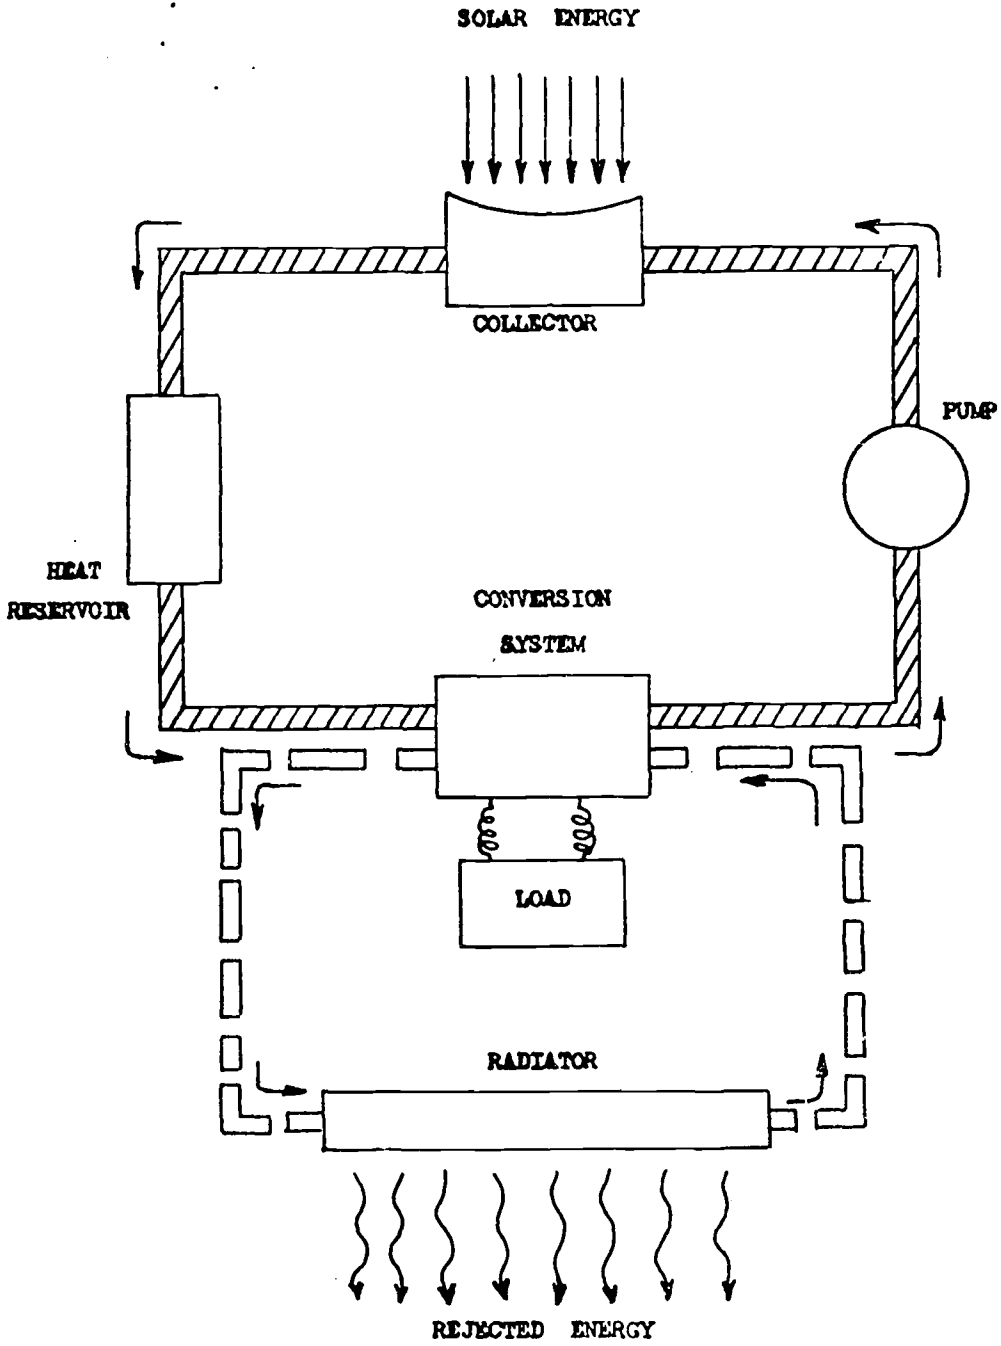 SOLAR ENERGY
COLLECTOR
PUMP
HEAT
RESERVOIR
CONVERSION
SYSTEM
LOAD
RADIATOR
REJECTED ENERGY